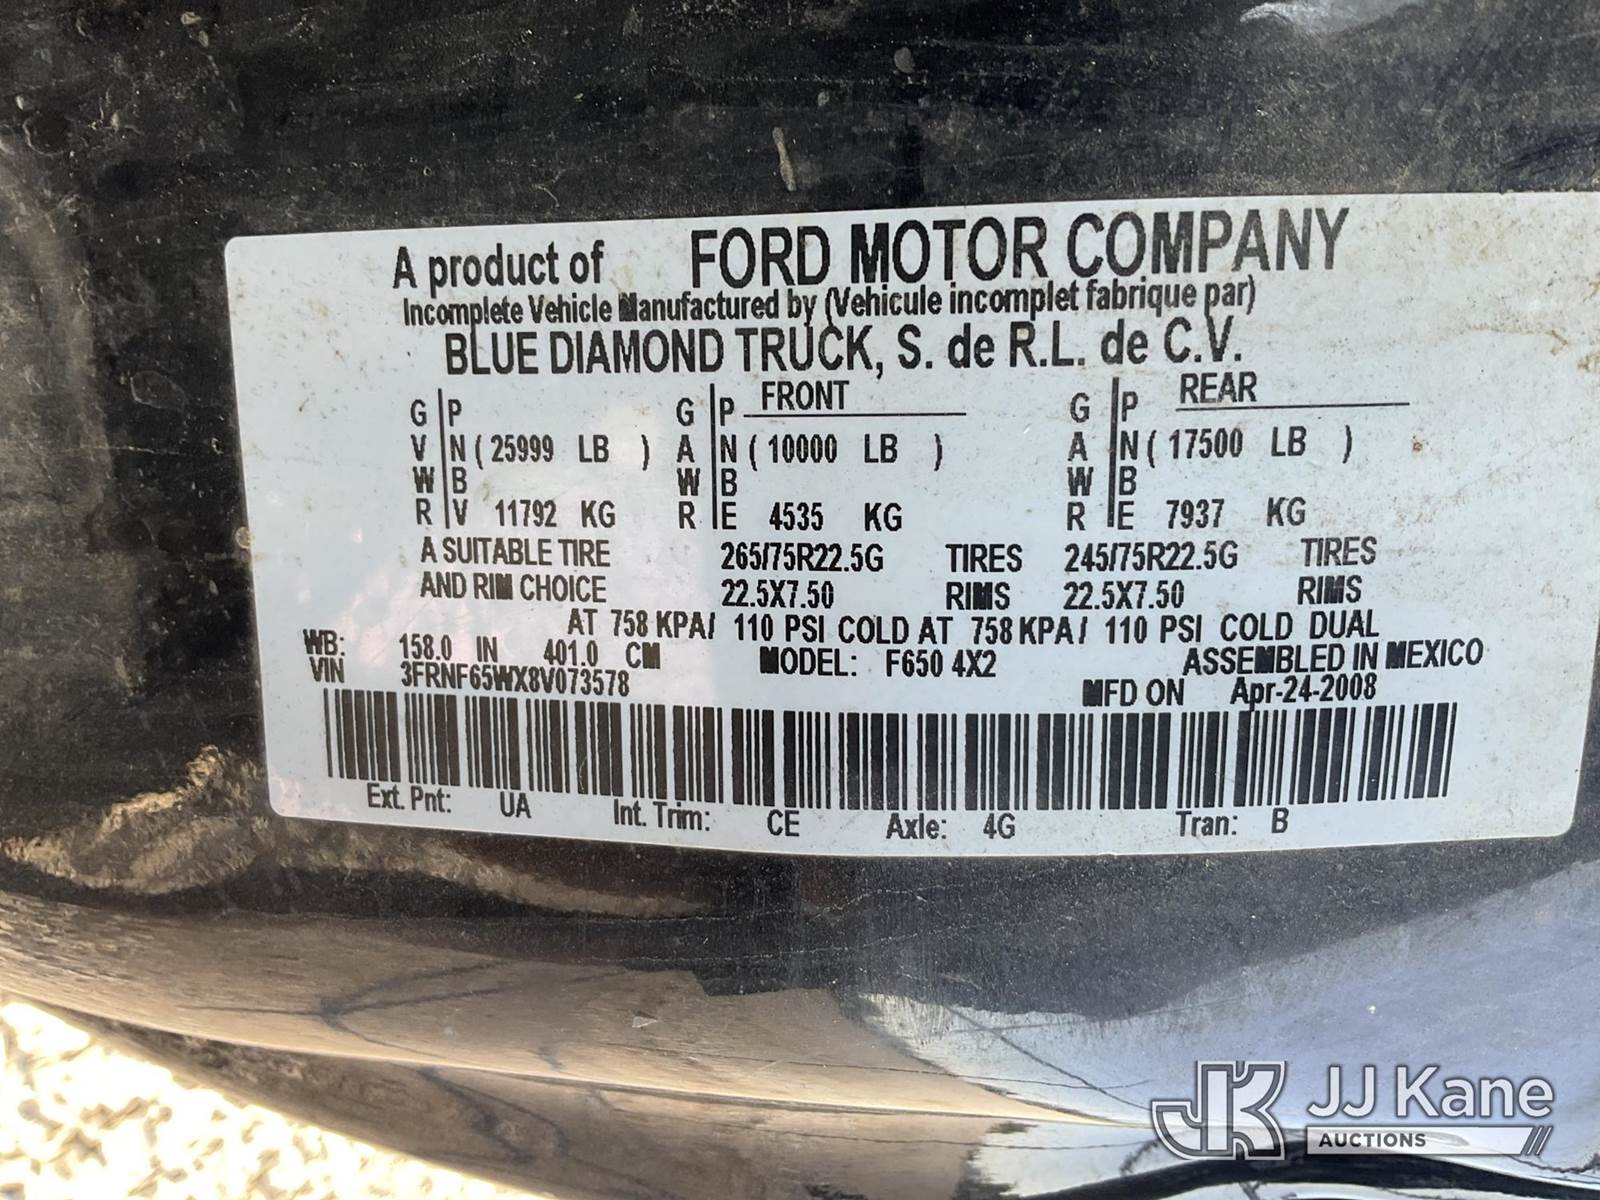 A product of FORD MOTOR COMPANY
Incomplete Vehicle Manufactured by (Vehicule incomplet fabrique par)
BLUE DIAMOND TRUCK, S. de R.L. de C.V.
G P G P FRONT G P REAR
V N ( 25999 LB ) A N ( 10000 LB ) A N ( 17500 LB )
W B W B W B
R V 11792 KG R E 4535 KG R E 7937 KG
A SUITABLE TIRE 265/75R22.5G TIRES 245/75R22.5G TIRES
AND RIM CHOICE 22.5X7.50 RIMS 22.5X7.50 RIMS
AT 758 KPA/ 110 PSI COLD AT 758 KPA/ 110 PSI COLD DUAL
WB: 158.0 IN 401.0 CM MODEL: F650 4X2 ASSEMBLED IN MEXICO
VIN 3FRNF65WX8V073578 MFD ON Apr-24-2008
Ext. Pnt: UA Int. Trim: CE Axle: 4G Tran: B
JK JJ Kane
AUCTIONS